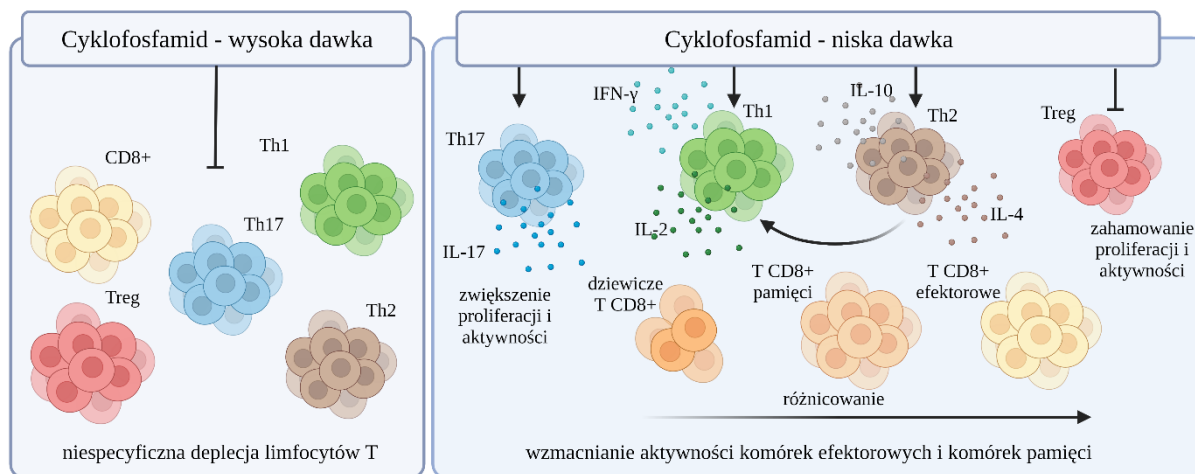 Cyklofosfamid - wysoka dawka
CD8+
Th1
Th17
Treg
Th2
niespecyficzna deplecja limfocytów T
Cyklofosfamid - niska dawka
IFN-γ
IL-10
Th17
Th1
Th2
Treg
IL-17
IL-2
IL-4
zwiększenie
proliferacji i
aktywności
zahamowanie
proliferacji i
aktywności
dziewicze
T CD8+
T CD8+
pamięci
T CD8+
efektorowe
różnicowanie
wzmacnianie aktywności komórek efektorowych i komórek pamięci